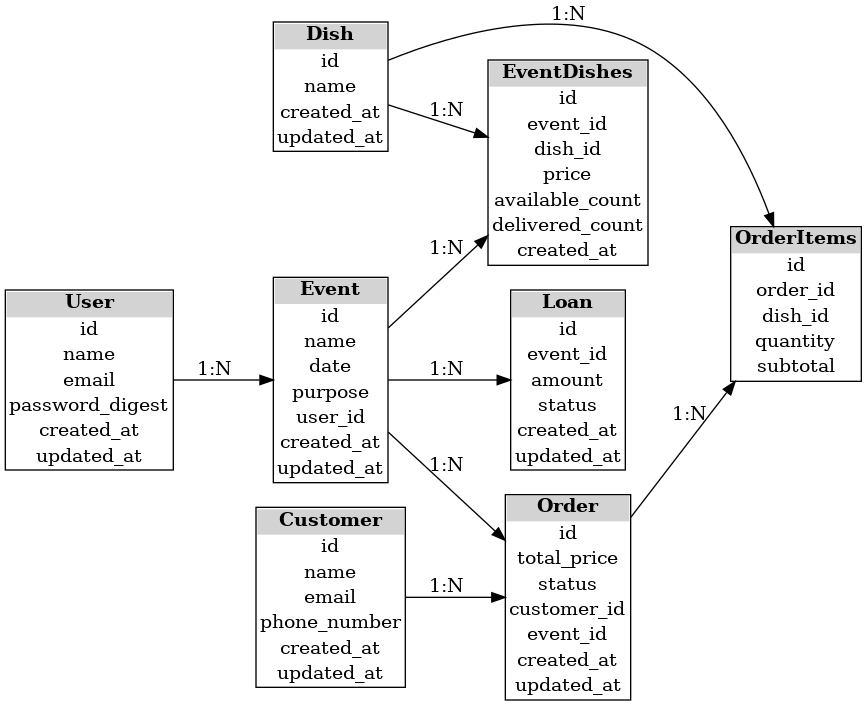 1:N
Dish
id
name
created_at
updated_at
1:N
EventDishes
id
event_id
dish_id
price
available_count
delivered_count
created_at
OrderItems
id
order_id
dish_id
quantity
subtotal
User
id
name
email
password_digest
created_at
updated_at
1:N
Event
id
name
date
purpose
user_id
created_at
updated_at
1:N
1:N
1:N
Loan
id
event_id
amount
status
created_at
updated_at
Customer
id
name
email
phone_number
created_at
updated_at
1:N
Order
id
total_price
status
customer_id
event_id
created_at
updated_at
1:N